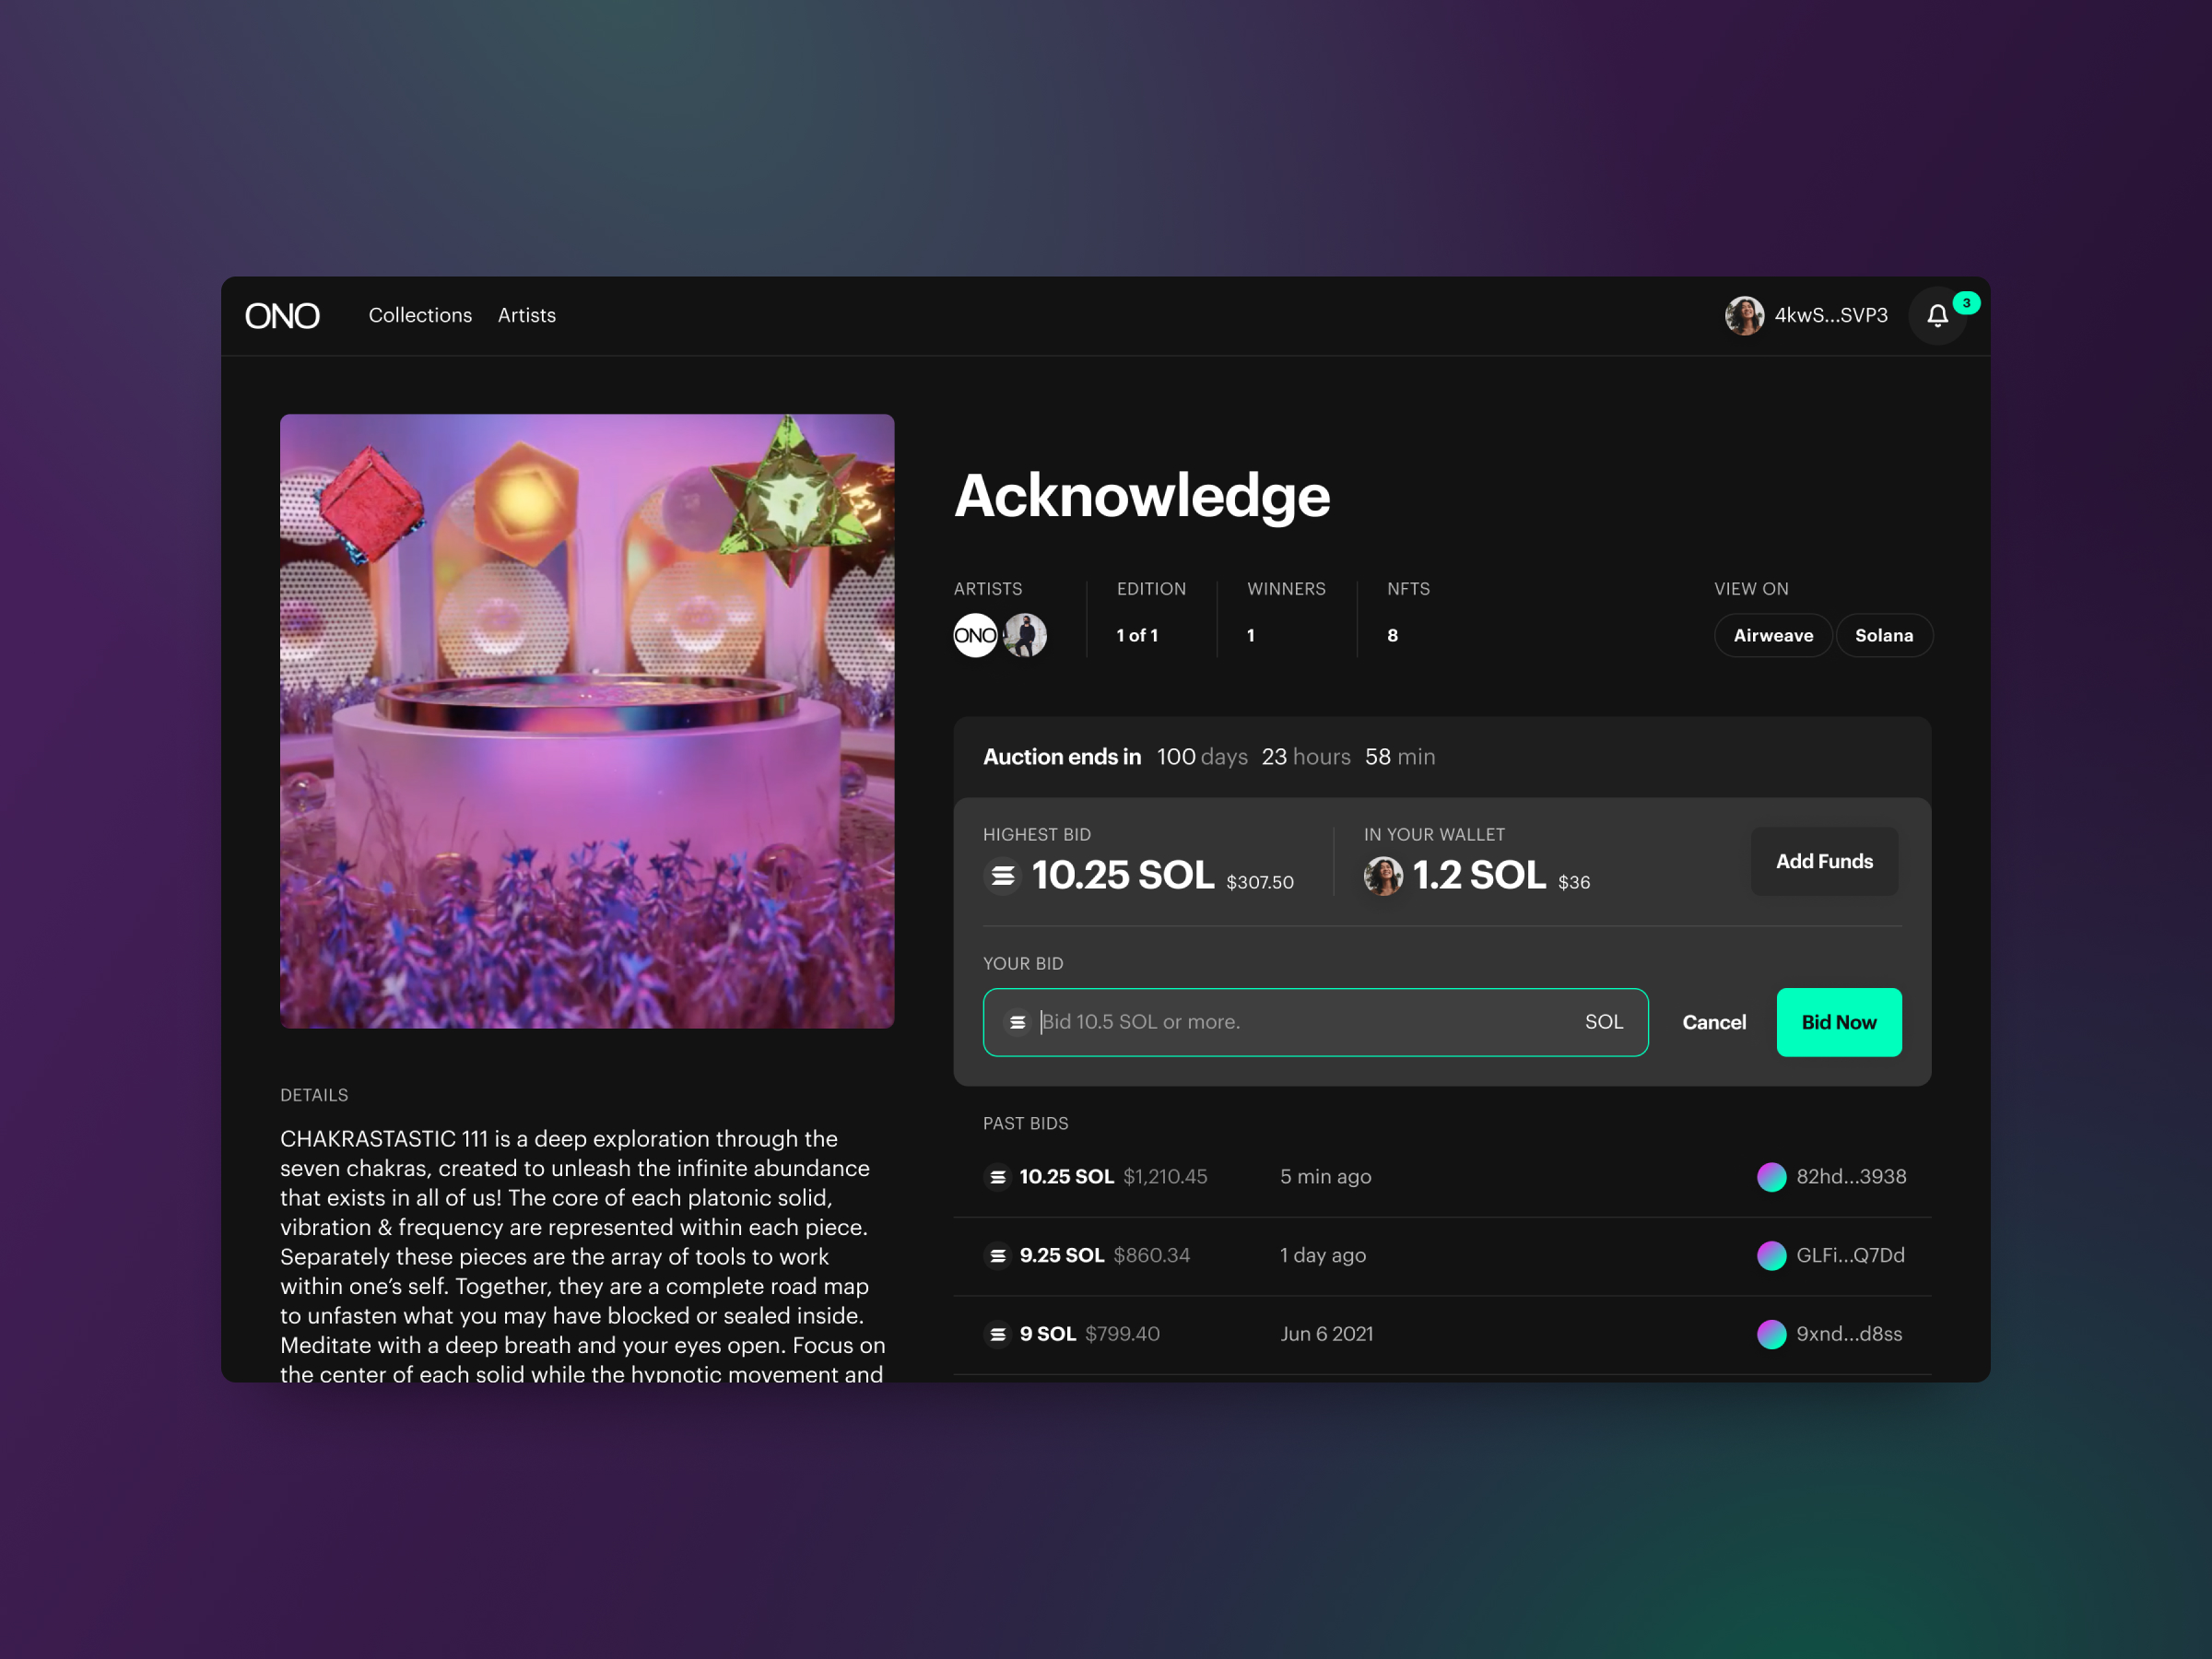 ONO
Collections Artists
4kwS...SVP3
3
Acknowledge
ARTISTS EDITION WINNERS NFTS VIEW ON
ONO 1 of 1 1 8 Airweave Solana
Auction ends in 100 days 23 hours 58 min
HIGHEST BID IN YOUR WALLET
10.25 SOL $307.50 1.2 SOL $36 Add Funds
YOUR BID
Bid 10.5 SOL or more. SOL Cancel Bid Now
PAST BIDS
10.25 SOL $1,210.45 5 min ago 82hd...3938
9.25 SOL $860.34 1 day ago GLFi...Q7Dd
9 SOL $799.40 Jun 6 2021 9xnd...d8ss
DETAILS
CHAKRASTASTIC 111 is a deep exploration through the
seven chakras, created to unleash the infinite abundance
that exists in all of us! The core of each platonic solid,
vibration & frequency are represented within each piece.
Separately these pieces are the array of tools to work
within one’s self. Together, they are a complete road map
to unfasten what you may have blocked or sealed inside.
Meditate with a deep breath and your eyes open. Focus on
the center of each solid while the hypnotic movement and